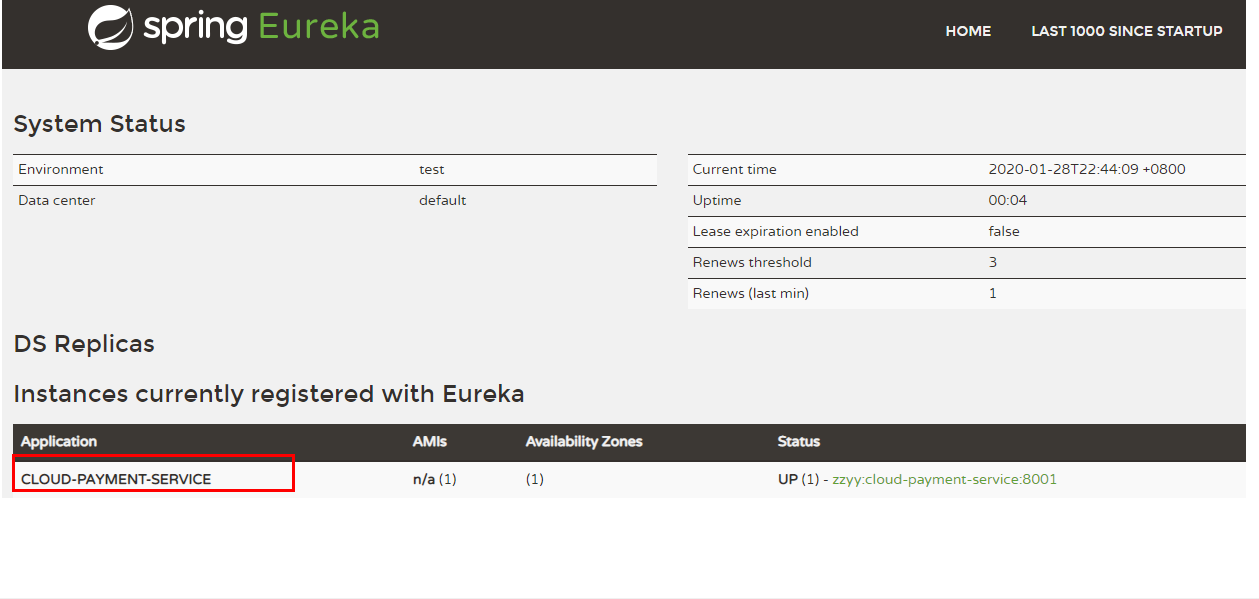 spring Eureka
HOME LAST 1000 SINCE STARTUP
System Status
Environment test
Data center default
Current time 2020-01-28T22:44:09 +0800
Uptime 00:04
Lease expiration enabled false
Renews threshold 3
Renews (last min) 1
DS Replicas
Instances currently registered with Eureka
Application AMIs Availability Zones Status
CLOUD-PAYMENT-SERVICE n/a (1) (1) UP (1) - zzyy:cloud-payment-service:8001